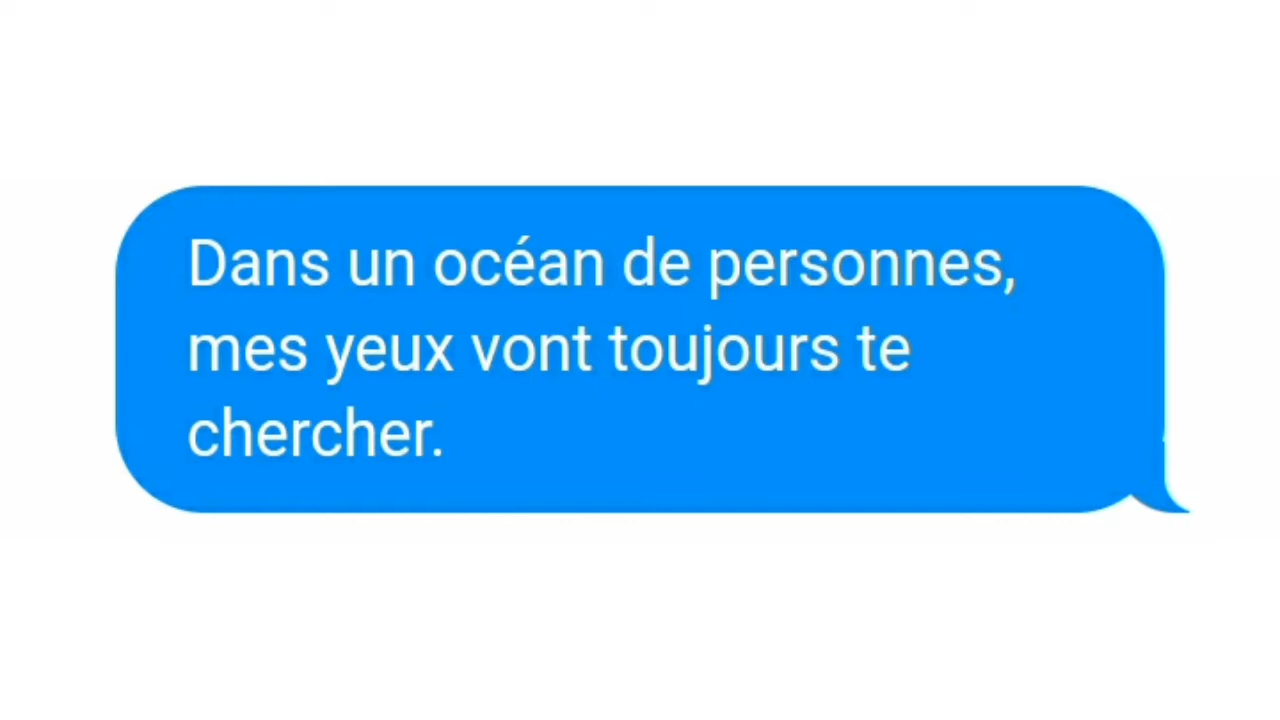 Dans un océan de personnes,
mes yeux vont toujours te
chercher.